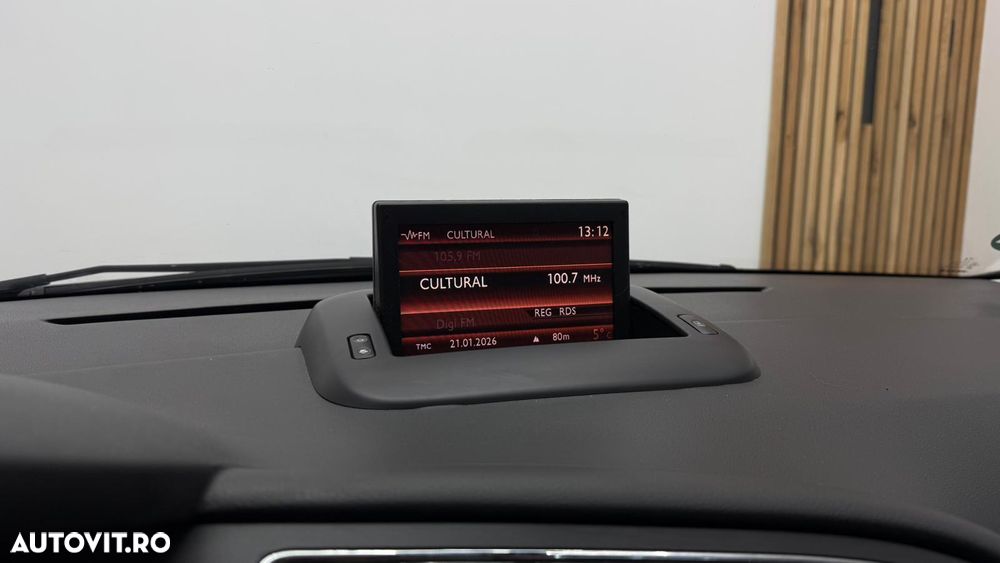 FM CULTURAL 13:12
105.9 FM
CULTURAL 100.7 MHz
REG RDS
Digi FM
TMC 21.01.2026 80m 5°C
AUTOVIT.RO